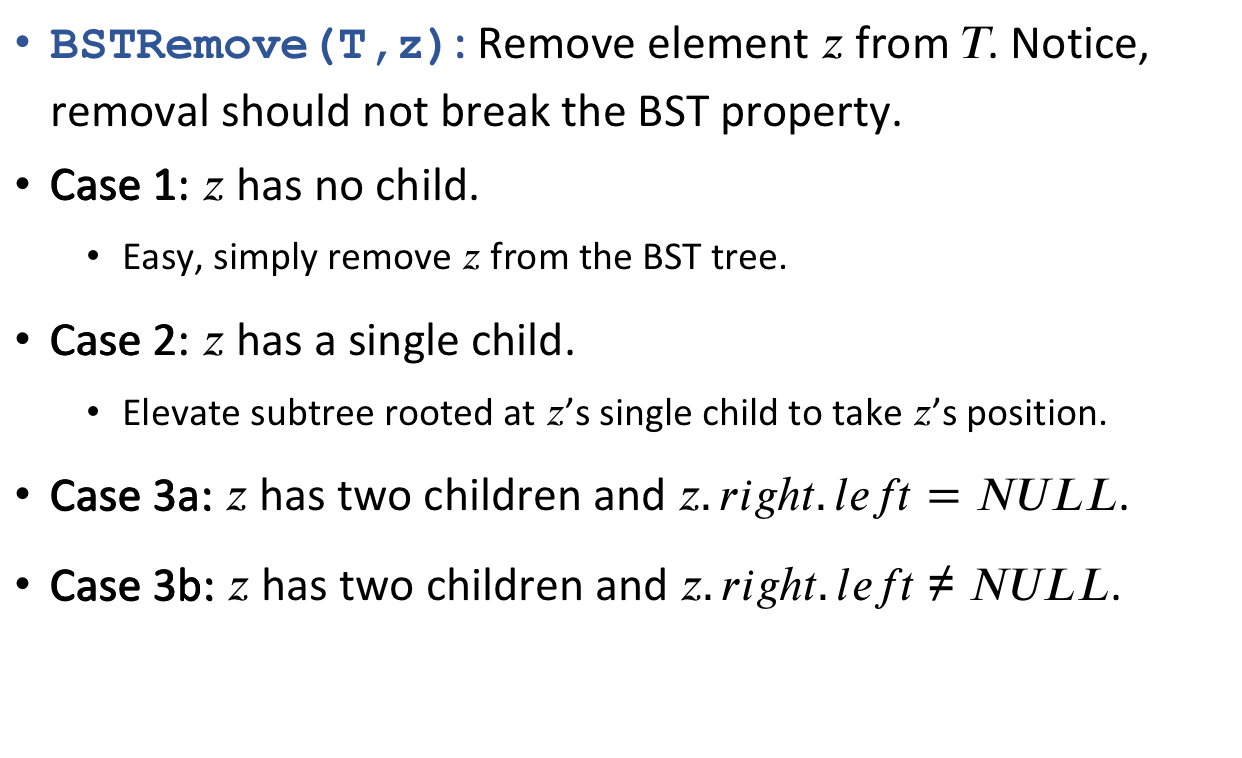 • BSTRemove(T,z): Remove element z from T. Notice,
removal should not break the BST property.
• Case 1: z has no child.
• Easy, simply remove z from the BST tree.
• Case 2: z has a single child.
• Elevate subtree rooted at z’s single child to take z’s position.
• Case 3a: z has two children and z.right.left = NULL.
• Case 3b: z has two children and z.right.left ≠ NULL.